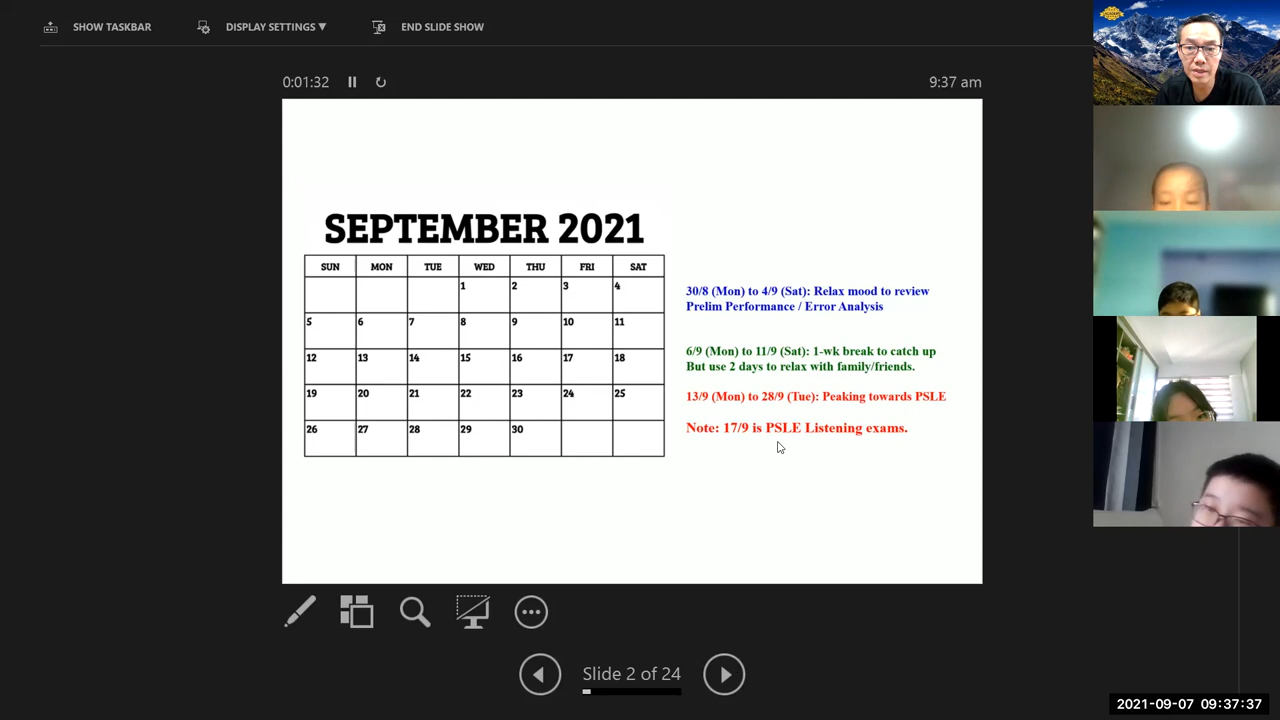 SHOW TASKBAR DISPLAY SETTINGS ▼ END SLIDE SHOW
0:01:32 9:37 am
SEPTEMBER 2021
SUN MON TUE WED THU FRI SAT
1 2 3 4
5 6 7 8 9 10 11
12 13 14 15 16 17 18
19 20 21 22 23 24 25
26 27 28 29 30
30/8 (Mon) to 4/9 (Sat): Relax mood to review
Prelim Performance / Error Analysis
6/9 (Mon) to 11/9 (Sat): 1-wk break to catch up
But use 2 days to relax with family/friends.
13/9 (Mon) to 28/9 (Tue): Peaking towards PSLE
Note: 17/9 is PSLE Listening exams.
Slide 2 of 24
2021-09-07 09:37:37